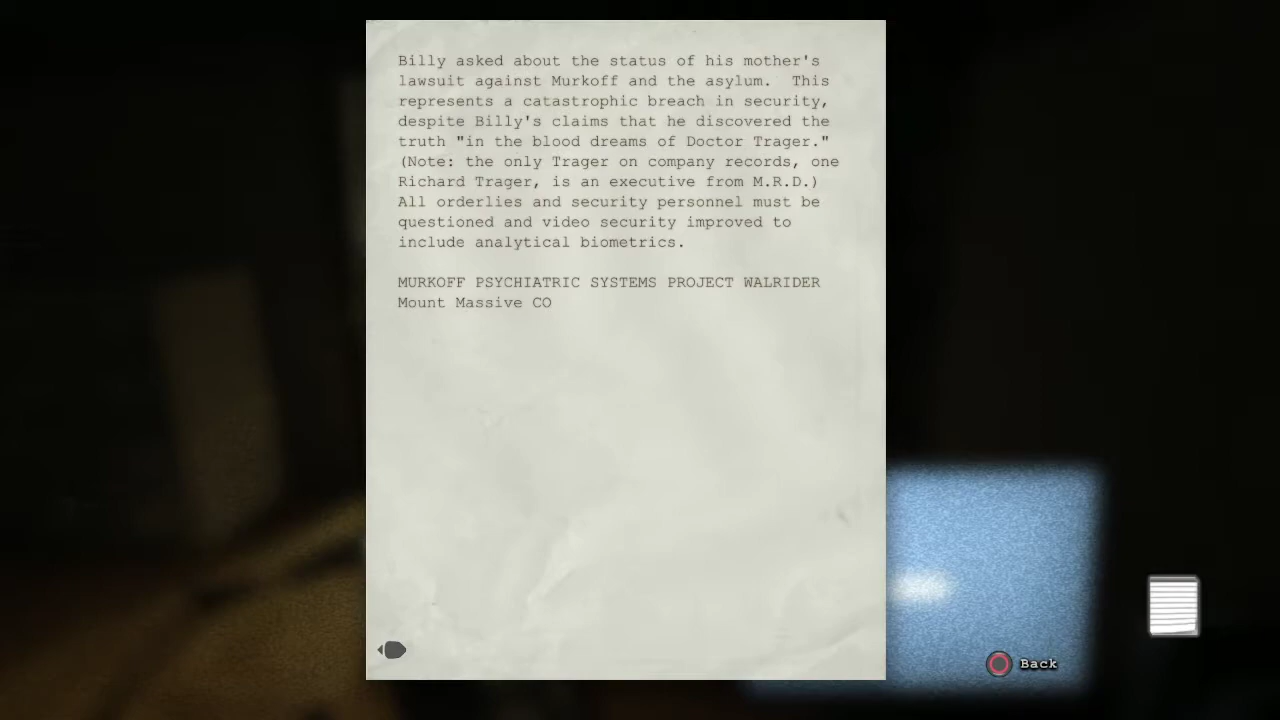 Billy asked about the status of his mother's
lawsuit against Murkoff and the asylum.  This
represents a catastrophic breach in security,
despite Billy's claims that he discovered the
truth "in the blood dreams of Doctor Trager."
(Note: the only Trager on company records, one
Richard Trager, is an executive from M.R.D.)
All orderlies and security personnel must be
questioned and video security improved to
include analytical biometrics.

MURKOFF PSYCHIATRIC SYSTEMS PROJECT WALRIDER
Mount Massive CO
Back